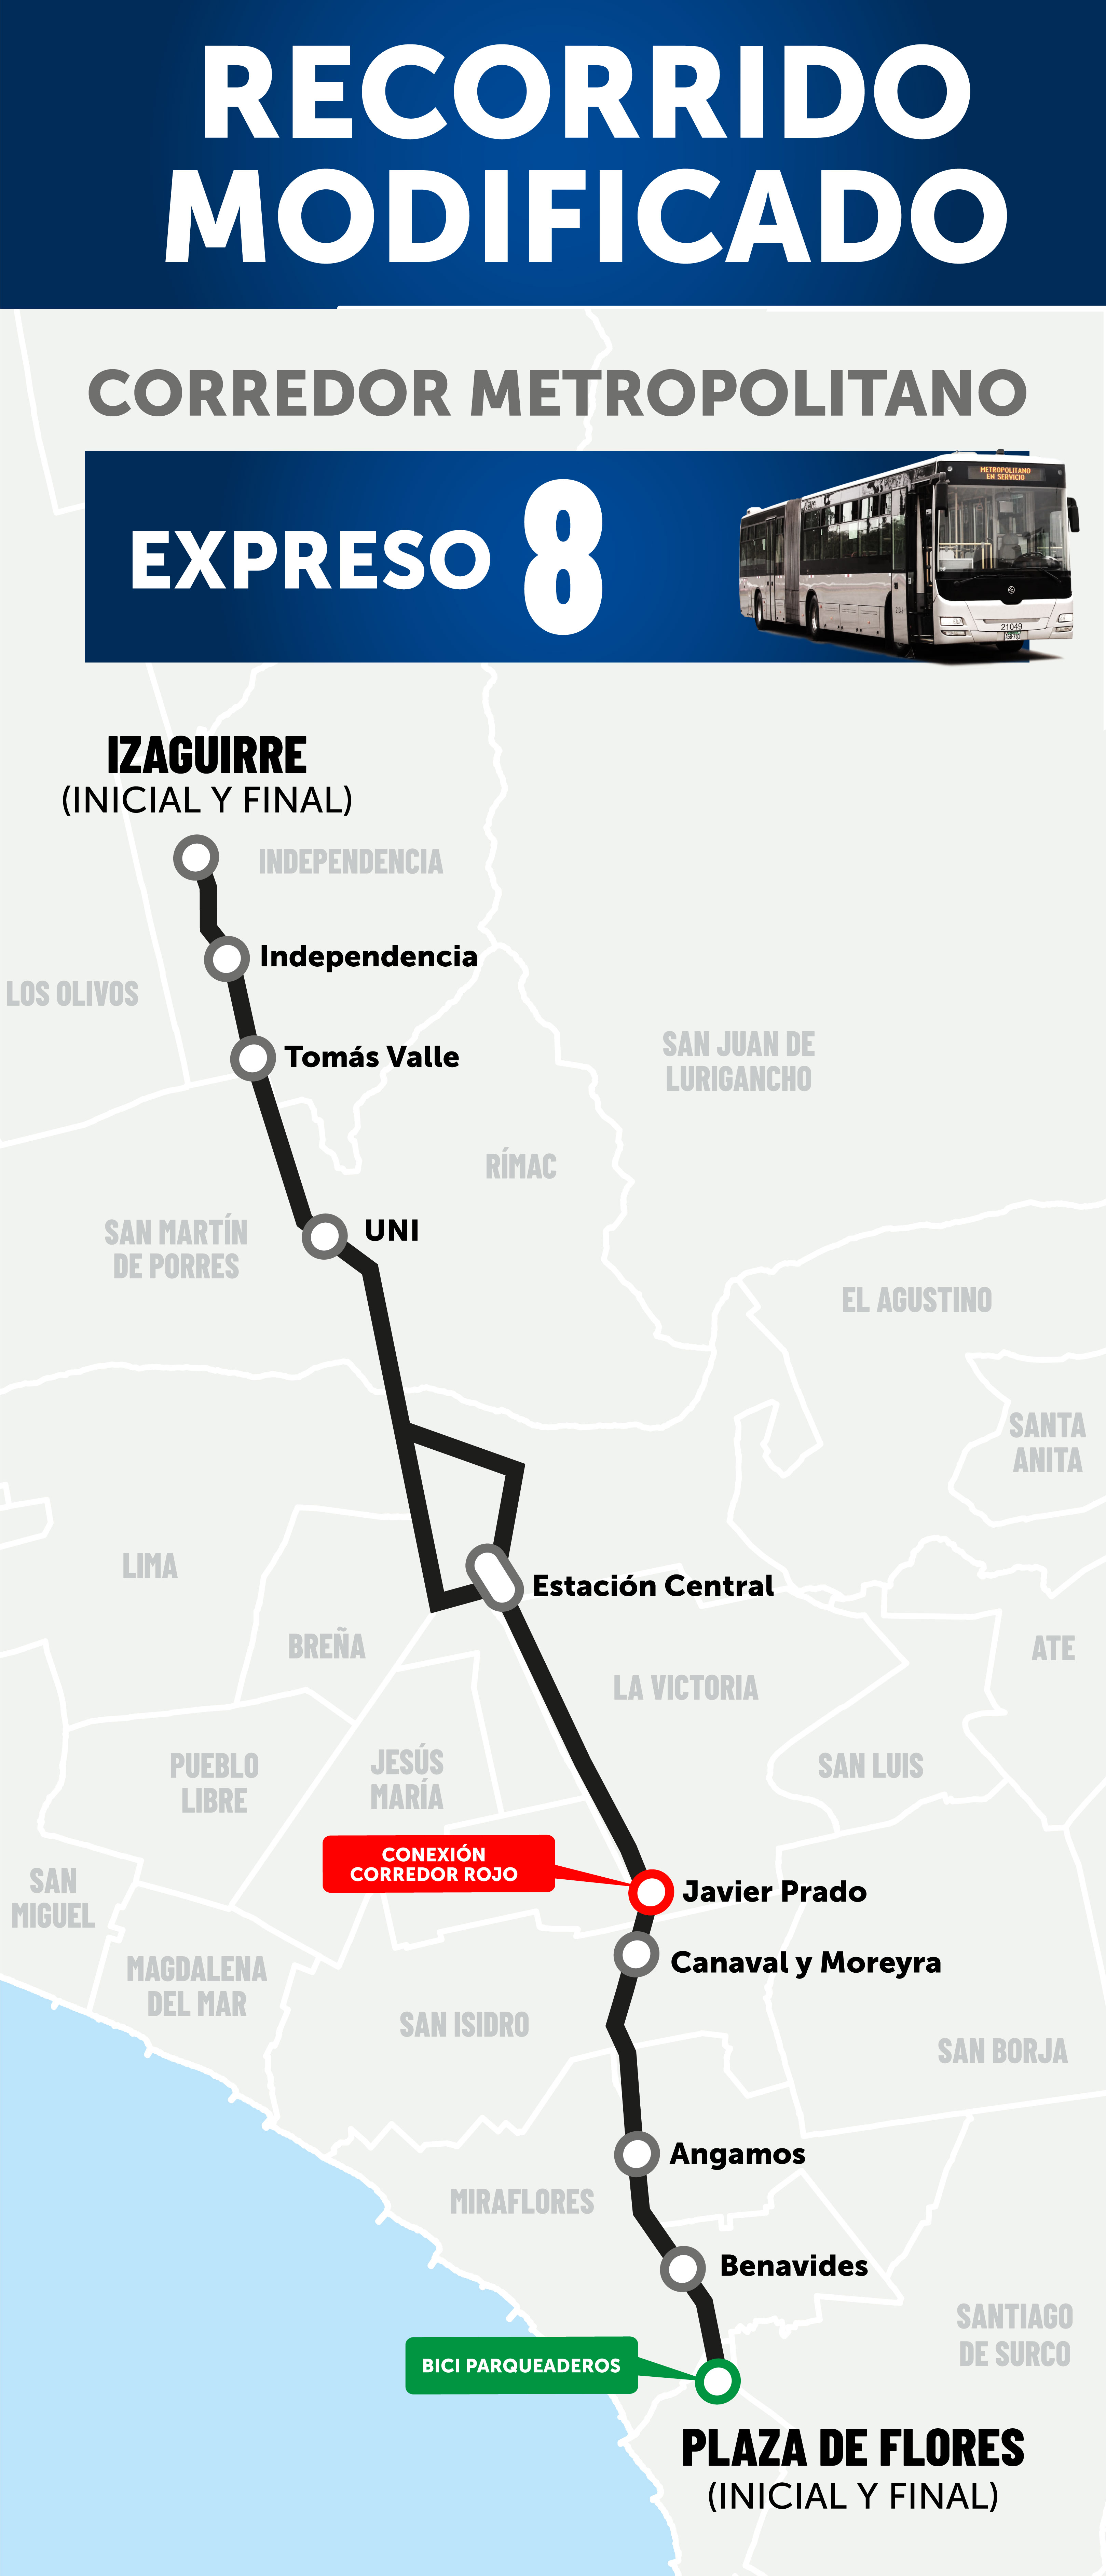 RECORRIDO
MODIFICADO
CORREDOR METROPOLITANO
EXPRESO 8
METROPOLITANO
EN SERVICIO
21049
IZAGUIRRE
(INICIAL Y FINAL)
INDEPENDENCIA
Independencia
LOS OLIVOS
SAN JUAN DE
LURIGANCHO
Tomás Valle
RÍMAC
SAN MARTÍN
DE PORRES
UNI
EL AGUSTINO
SANTA
ANITA
LIMA
Estación Central
BREÑA
ATE
LA VICTORIA
PUEBLO
LIBRE
JESÚS
MARÍA
SAN LUIS
CONEXIÓN
CORREDOR ROJO
SAN
MIGUEL
Javier Prado
Canaval y Moreyra
MAGDALENA
DEL MAR
SAN ISIDRO
SAN BORJA
Angamos
MIRAFLORES
Benavides
SANTIAGO
DE SURCO
BICI PARQUEADEROS
PLAZA DE FLORES
(INICIAL Y FINAL)